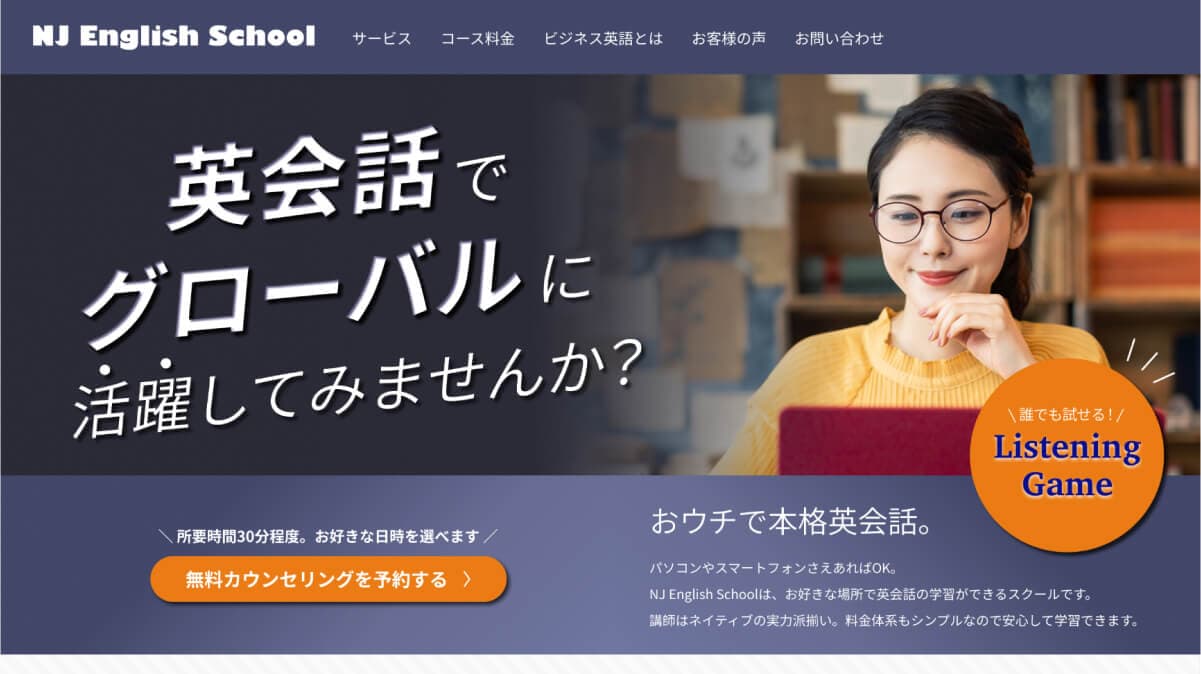 NJ English School
サービス
コース料金
ビジネス英語とは
お客様の声
お問い合わせ
英会話で
グローバルに
活躍してみませんか?
\ 誰でも試せる! /
Listening
Game
＼ 所要時間30分程度。お好きな日時を選べます ／
無料カウンセリングを予約する 〉
おウチで本格英会話。
パソコンやスマートフォンさえあればOK。
NJ English Schoolは、お好きな場所で英会話の学習ができるスクールです。
講師はネイティブの実力派揃い。料金体系もシンプルなので安心して学習できます。